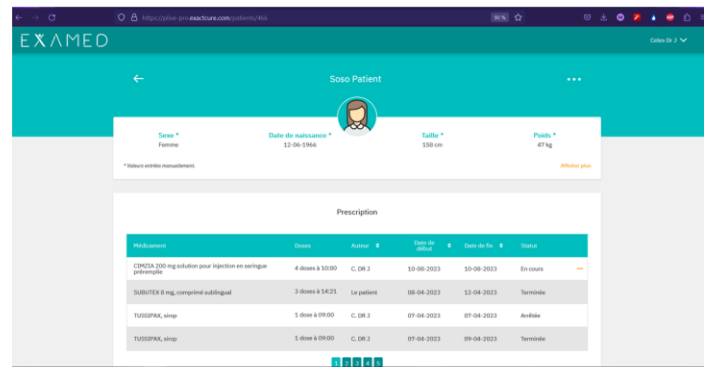 https://plive-pro.exactcure.com/patients/466
90%
EXAMED
Celies Dr J
Soso Patient
Sexe * Date de naissance * Taille * Poids *
Femme 12-06-1966 158 cm 47 kg
* Valeurs entrées manuellement. Afficher plus
Prescription
Médicament Doses Auteur Date de début Date de fin Statut
CIMZIA 200 mg solution pour injection en seringue
préremplie 4 doses à 10:00 C, DR J 10-08-2023 10-08-2023 En cours
SUBUTEX 8 mg, comprimé sublingual 3 doses à 14:21 Le patient 08-04-2023 12-04-2023 Terminée
TUSSIPAX, sirop 1 dose à 09:00 C, DR J 07-04-2023 07-04-2023 Arrêtée
TUSSIPAX, sirop 1 dose à 09:00 C, DR J 07-04-2023 09-04-2023 Terminée
1 2 3 4 5